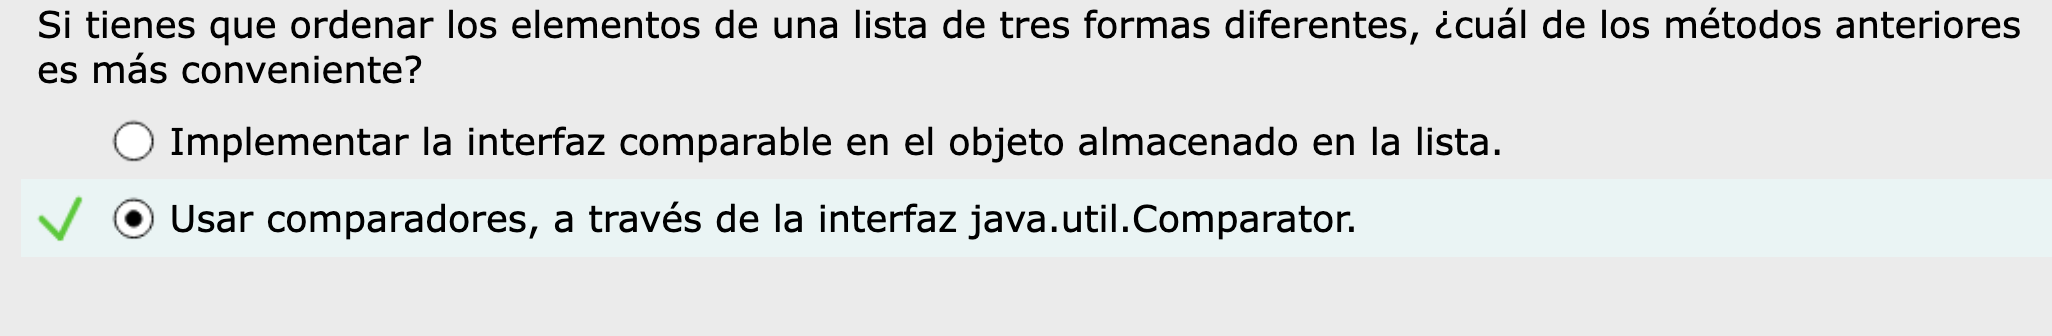 Si tienes que ordenar los elementos de una lista de tres formas diferentes, ¿cuál de los métodos anteriores
es más conveniente?
Implementar la interfaz comparable en el objeto almacenado en la lista.
Usar comparadores, a través de la interfaz java.util.Comparator.